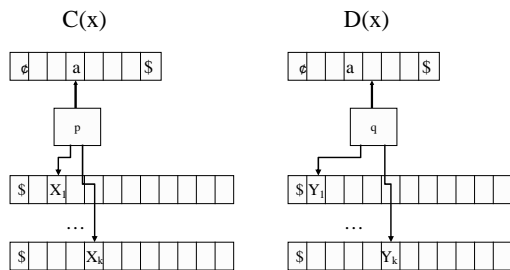 C(x) D(x)
¢ a $ ¢ a $
p q
$ X1 $ Y1
… …
$ Xk $ Yk